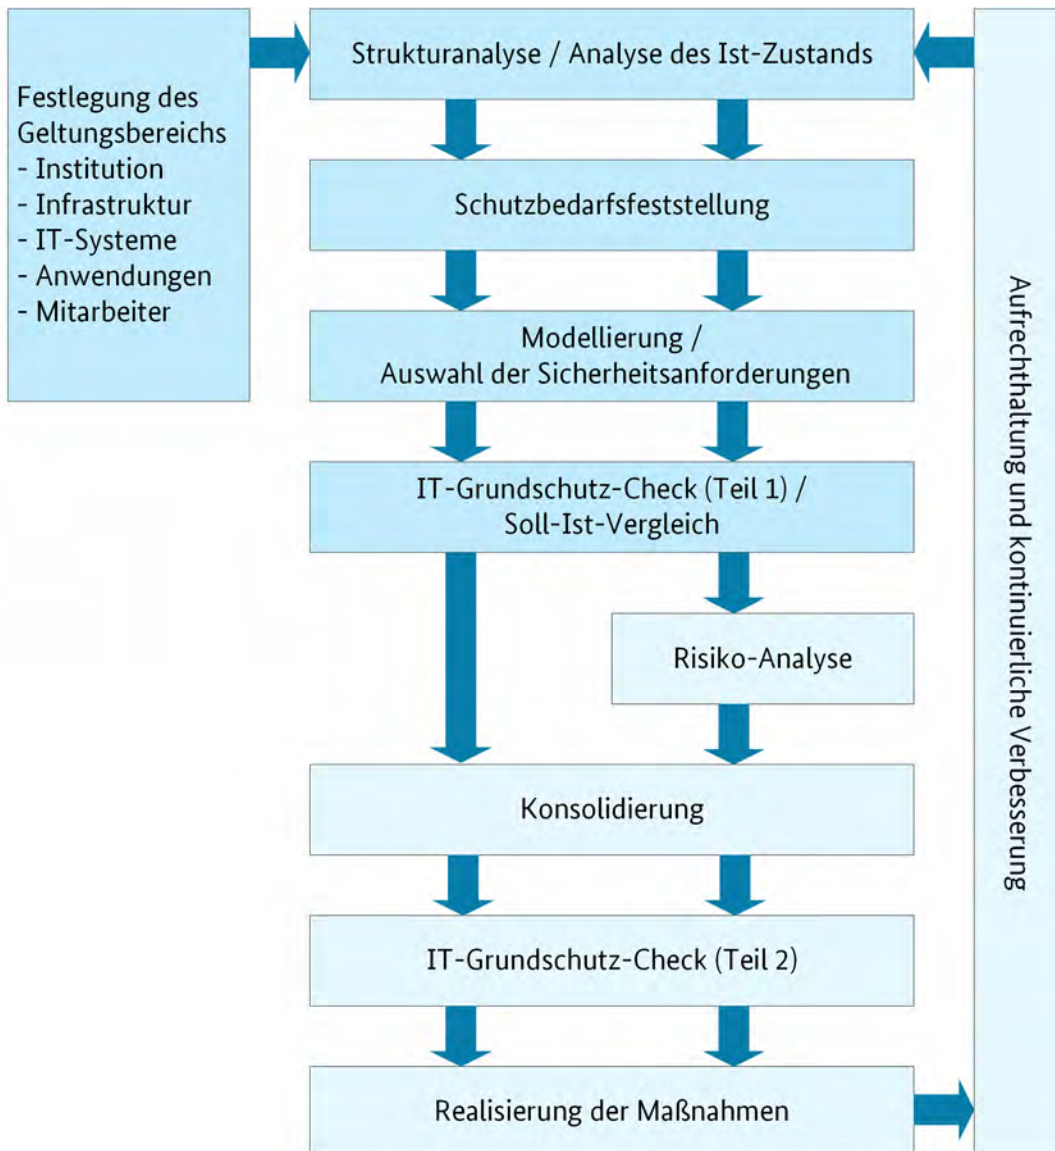 Festlegung des
Geltungsbereichs
- Institution
- Infrastruktur
- IT-Systeme
- Anwendungen
- Mitarbeiter
Strukturanalyse / Analyse des Ist-Zustands
Schutzbedarfsfeststellung
Modellierung /
Auswahl der Sicherheitsanforderungen
IT-Grundschutz-Check (Teil 1) /
Soll-Ist-Vergleich
Risiko-Analyse
Konsolidierung
IT-Grundschutz-Check (Teil 2)
Realisierung der Maßnahmen
Aufrechthaltung und kontinuierliche Verbesserung